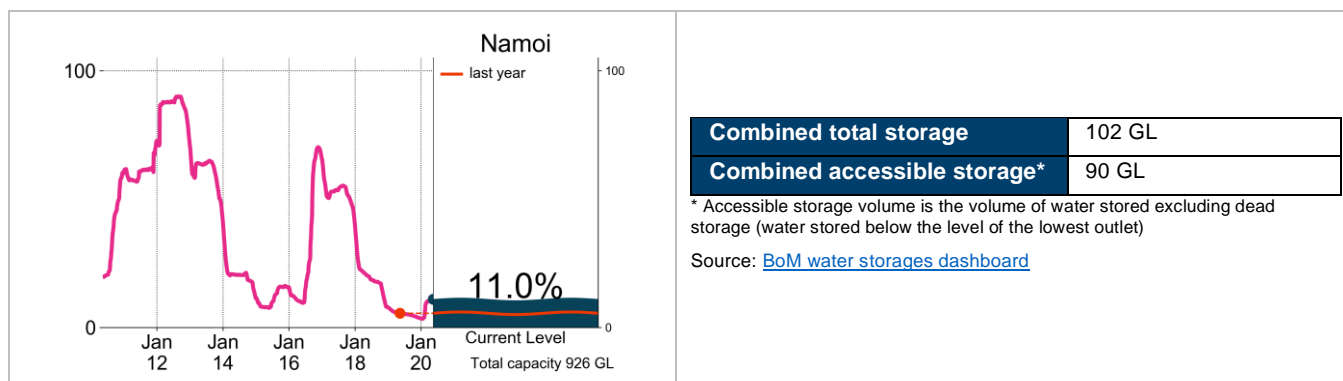 Namoi
100
last year
100
11.0%
0
0
Jan
12
Jan
14
Jan
16
Jan
18
Jan
20
Current Level
Total capacity 926 GL
Combined total storage 102 GL
Combined accessible storage* 90 GL
* Accessible storage volume is the volume of water stored excluding dead
storage (water stored below the level of the lowest outlet)
Source: BoM water storages dashboard